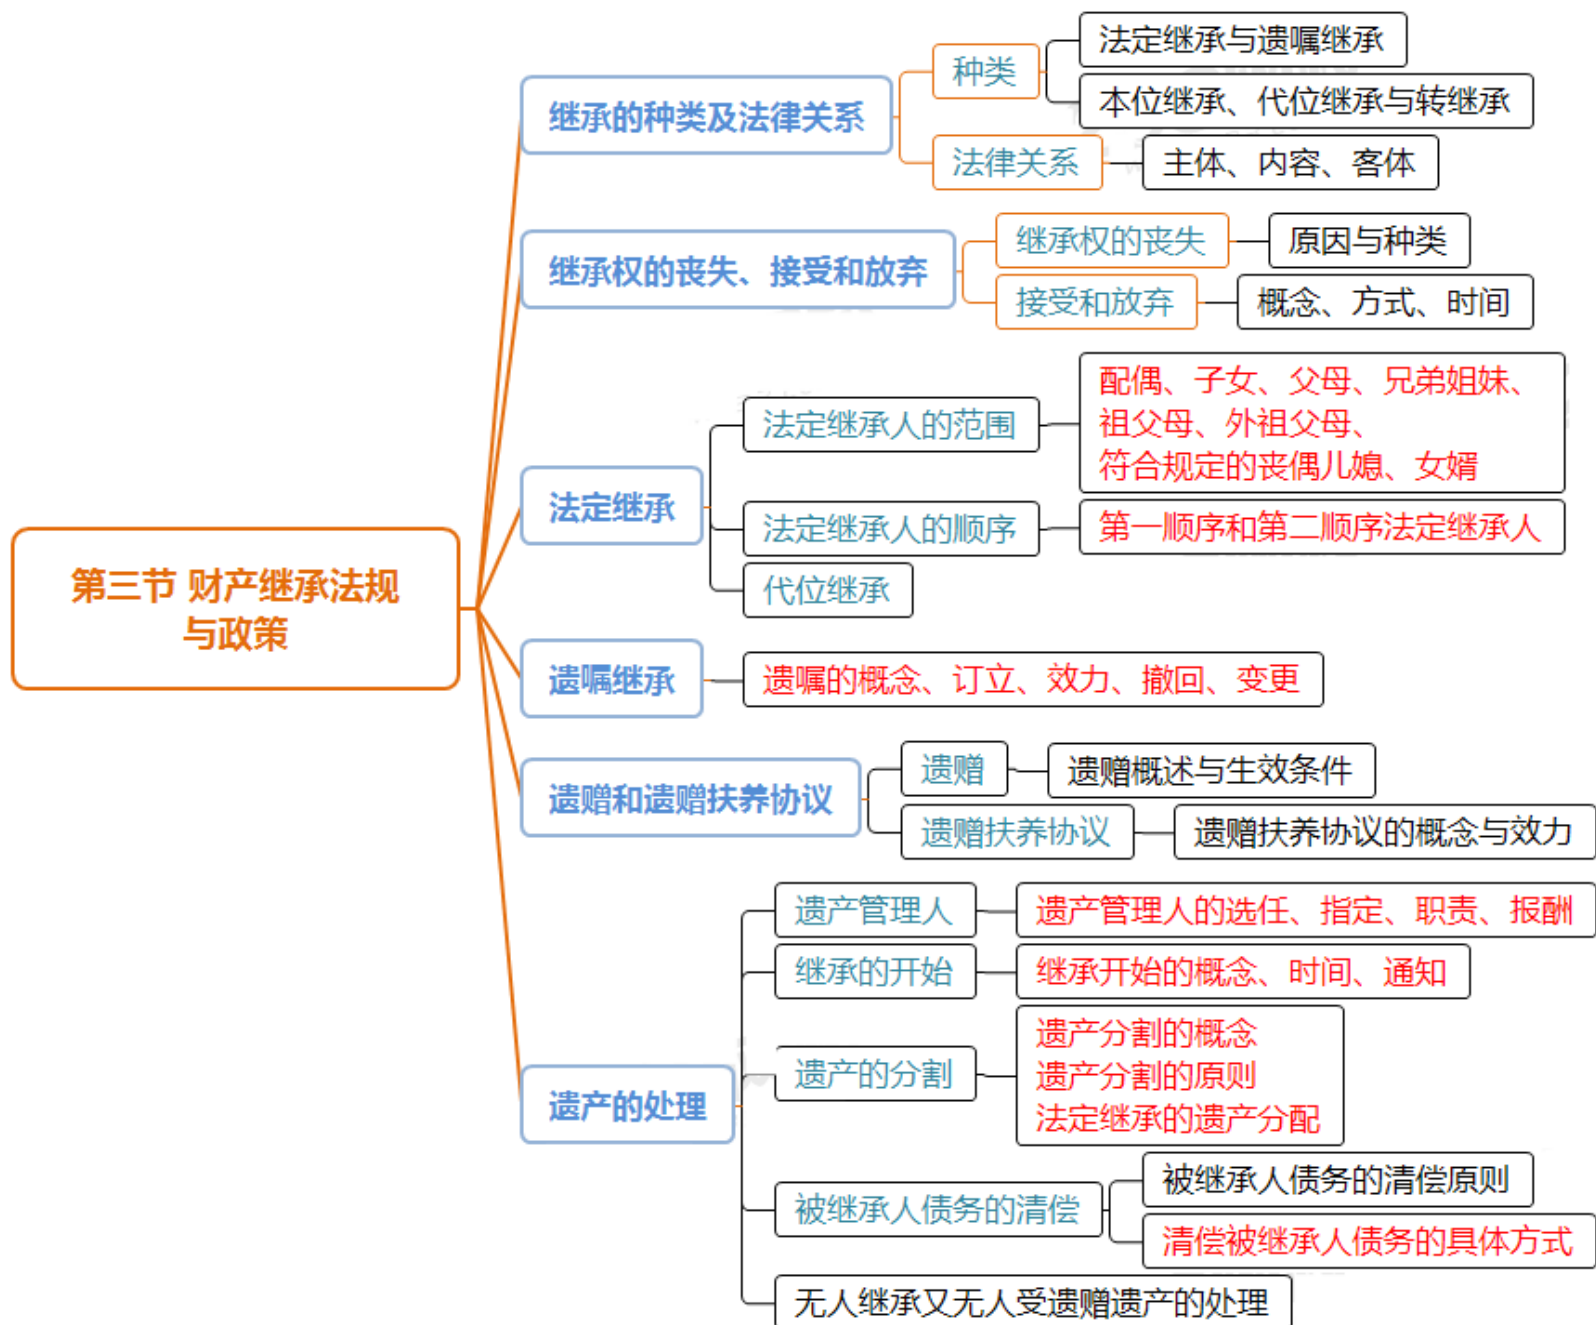 第三节 财产继承法规
与政策
继承的种类及法律关系
种类
法定继承与遗嘱继承
本位继承、代位继承与转继承
法律关系
主体、内容、客体
继承权的丧失、接受和放弃
继承权的丧失
原因与种类
接受和放弃
概念、方式、时间
法定继承
法定继承人的范围
配偶、子女、父母、兄弟姐妹、
祖父母、外祖父母、
符合规定的丧偶儿媳、女婿
法定继承人的顺序
第一顺序和第二顺序法定继承人
代位继承
遗嘱继承
遗嘱的概念、订立、效力、撤回、变更
遗赠和遗赠扶养协议
遗赠
遗赠概述与生效条件
遗赠扶养协议
遗赠扶养协议的概念与效力
遗产的处理
遗产管理人
遗产管理人的选任、指定、职责、报酬
继承的开始
继承开始的概念、时间、通知
遗产的分割
遗产分割的概念
遗产分割的原则
法定继承的遗产分配
被继承人债务的清偿
被继承人债务的清偿原则
清偿被继承人债务的具体方式
无人继承又无人受遗赠遗产的处理